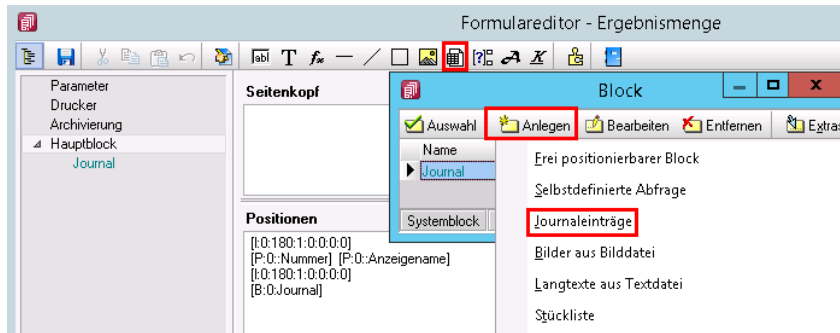 Formulareditor - Ergebnismenge
Parameter
Drucker
Archivierung
Hauptblock
Journal
Seitenkopf
Block
Auswahl Anlegen Bearbeiten Entfernen Extras
Name
Journal
Systemblock
Frei positionierbarer Block
Selbstdefinierte Abfrage
Journaleinträge
Bilder aus Bilddatei
Langtexte aus Textdatei
Stückliste
Positionen
[I:0:180:1:0:0:0:0]
[P:0::Nummer] [P:0::Anzeigename]
[I:0:180:1:0:0:0:0]
[B:0:Journal]